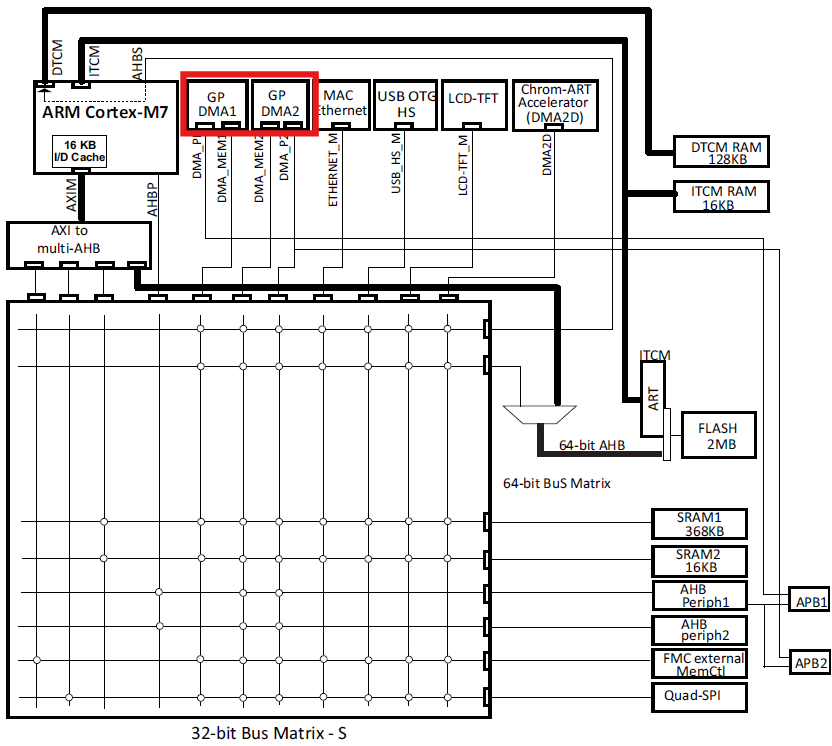 DTCM
ITCM
AHBS
ARM Cortex-M7
16 KB
I/D Cache
AXIM
AHBP
GP
DMA1
GP
DMA2
MAC
Ethernet
USB OTG
HS
LCD-TFT
Chrom-ART
Accelerator
(DMA2D)
DMA_PI
DMA_MEM1
DMA_MEM2
DMA_P2
ETHERNET_M
USB_HS_M
LCD-TFT_M
DMA2D
DTCM RAM
128KB
ITCM RAM
16KB
AXI to
multi-AHB
ITCM
ART
FLASH
2MB
64-bit AHB
64-bit BuS Matrix
SRAM1
368KB
SRAM2
16KB
AHB
Periph1
APB1
AHB
periph2
FMC external
MemCtl
APB2
Quad-SPI
32-bit Bus Matrix - S